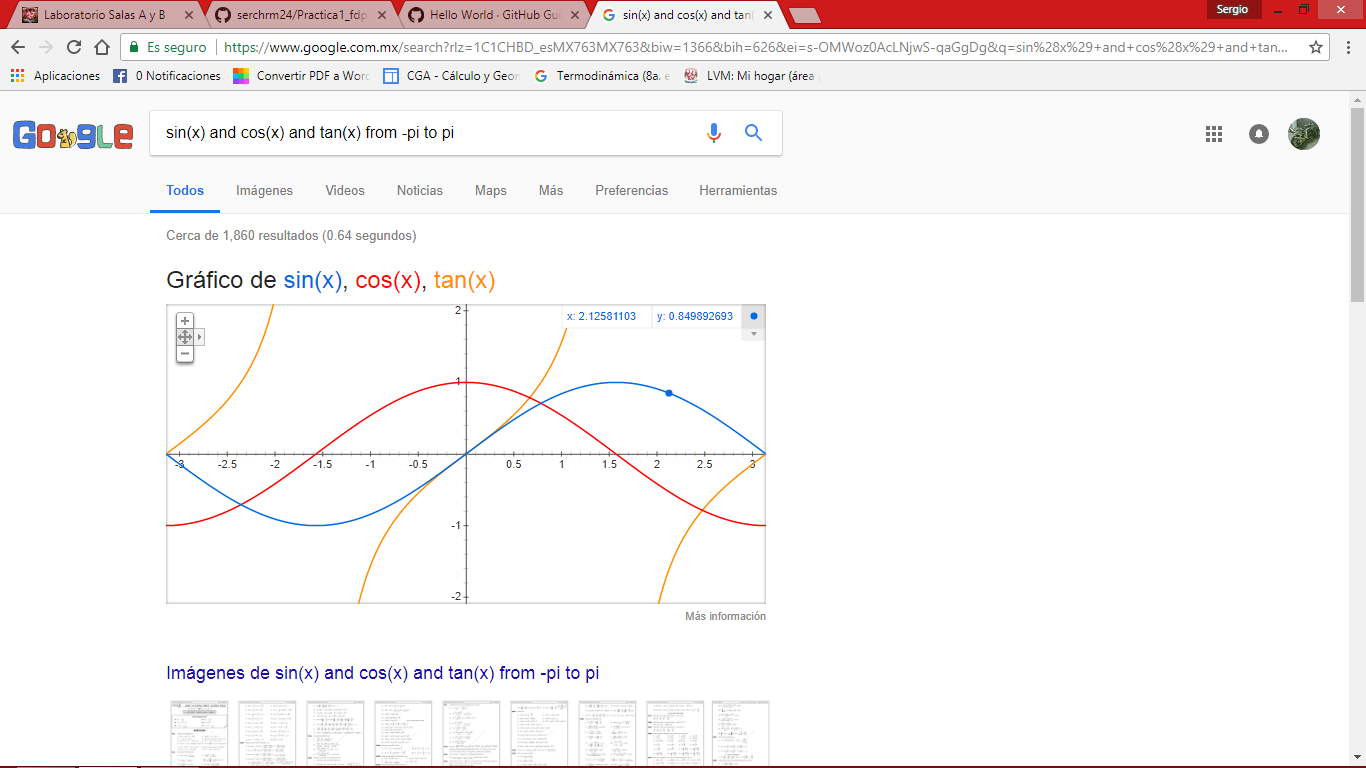 Laboratorio Salas A y B
serchrm24/Practica1_fdp
Hello World · GitHub Gui
sin(x) and cos(x) and tan(
Sergio
Es seguro
https://www.google.com.mx/search?rlz=1C1CHBD_esMX763MX763&biw=1366&bih=626&ei=s-OMWoz0AcLNjwS-qaGgDg&q=sin%28x%29+and+cos%28x%29+and+tan...
Aplicaciones
0 Notificaciones
Convertir PDF a Word
CGA - Cálculo y Geom
Termodinámica (8a. e
LVM: Mi hogar (área p
GOOGLE
sin(x) and cos(x) and tan(x) from -pi to pi
Todos
Imágenes
Videos
Noticias
Maps
Más
Preferencias
Herramientas
Cerca de 1,860 resultados (0.64 segundos)
Gráfico de sin(x), cos(x), tan(x)
x: 2.12581103
y: 0.849892693
2
1
-3 -2.5 -2 -1.5 -1 -0.5 0.5 1 1.5 2 2.5 3
-1
-2
Más información
Imágenes de sin(x) and cos(x) and tan(x) from -pi to pi